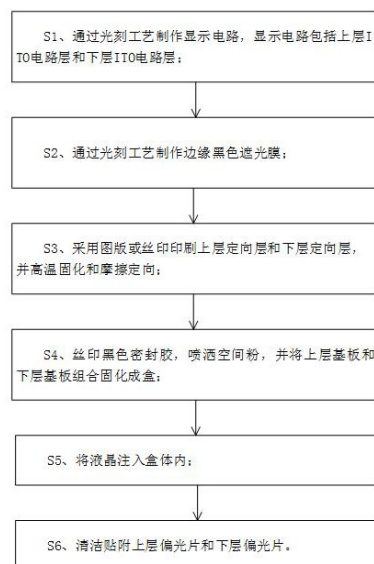 S1、通过光刻工艺制作显示电路，显示电路包括上层I
TO电路层和下层ITO电路层；
S2、通过光刻工艺制作边缘黑色遮光膜；
S3、采用图版或丝印印刷上层定向层和下层定向层，
并高温固化和摩擦定向；
S4、丝印黑色密封胶，喷洒空间粉，并将上层基板和
下层基板组合固化成盒；
S5、将液晶注入盒体内；
S6、清洁贴附上层偏光片和下层偏光片。